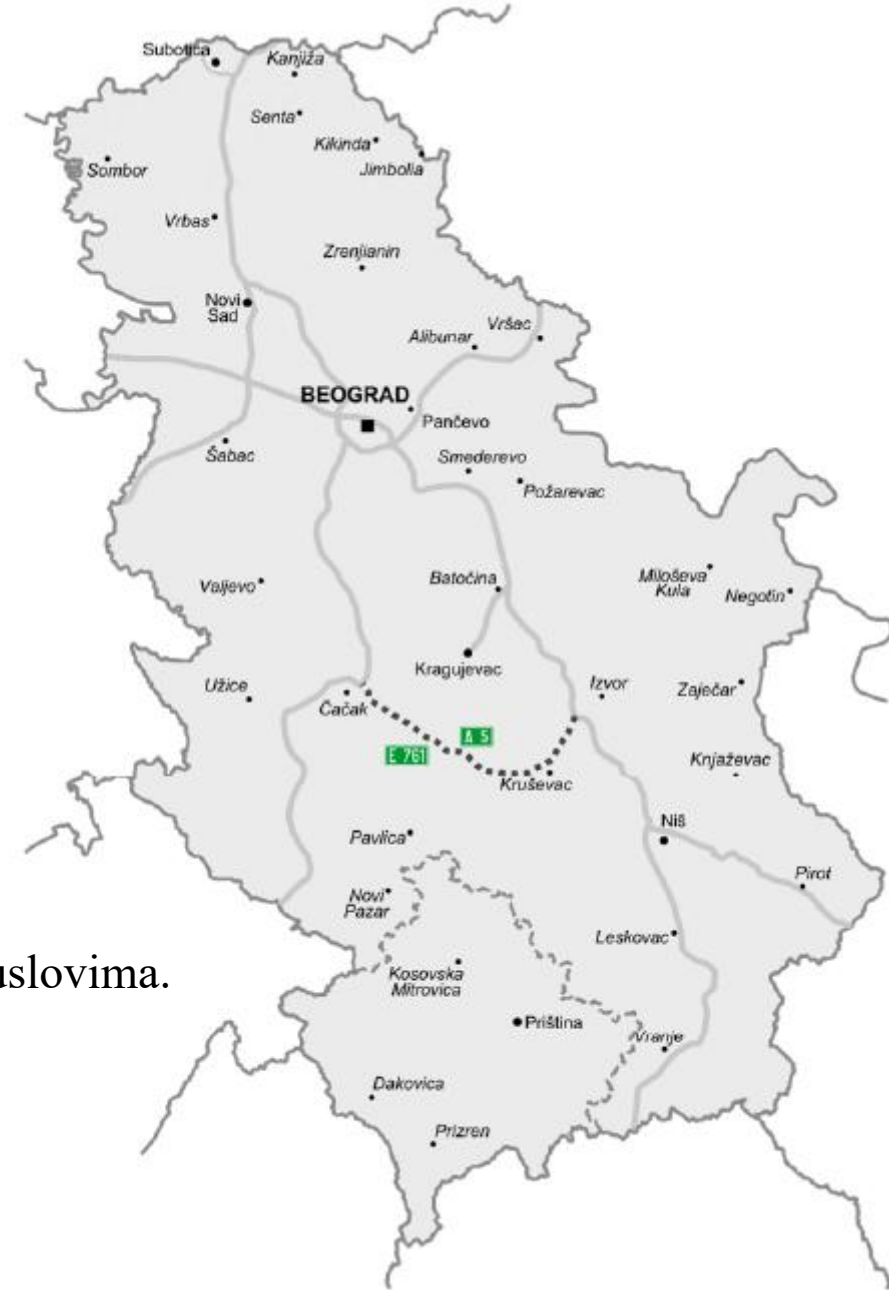 Subotica
Kanjiža
Senta
Kikinda
Jimbolia
Sombor
Vrbas
Zrenjianin
Novi
Sad
Vršac
Alibunar
BEOGRAD
Pančevo
Šabac
Smederevo
Požarevac
Batočina
Miloševa
Kula
Negotin
Valjevo
Kragujevac
Užice
Čačak
Izvor
Zaječar
A 5
E 761
Kruševac
Knjaževac
Niš
Pavlica
Pirot
Novi
Pazar
Leskovac
uslovima.
Kosovska
Mitrovica
Priština
Vranje
Dakovica
Prizren